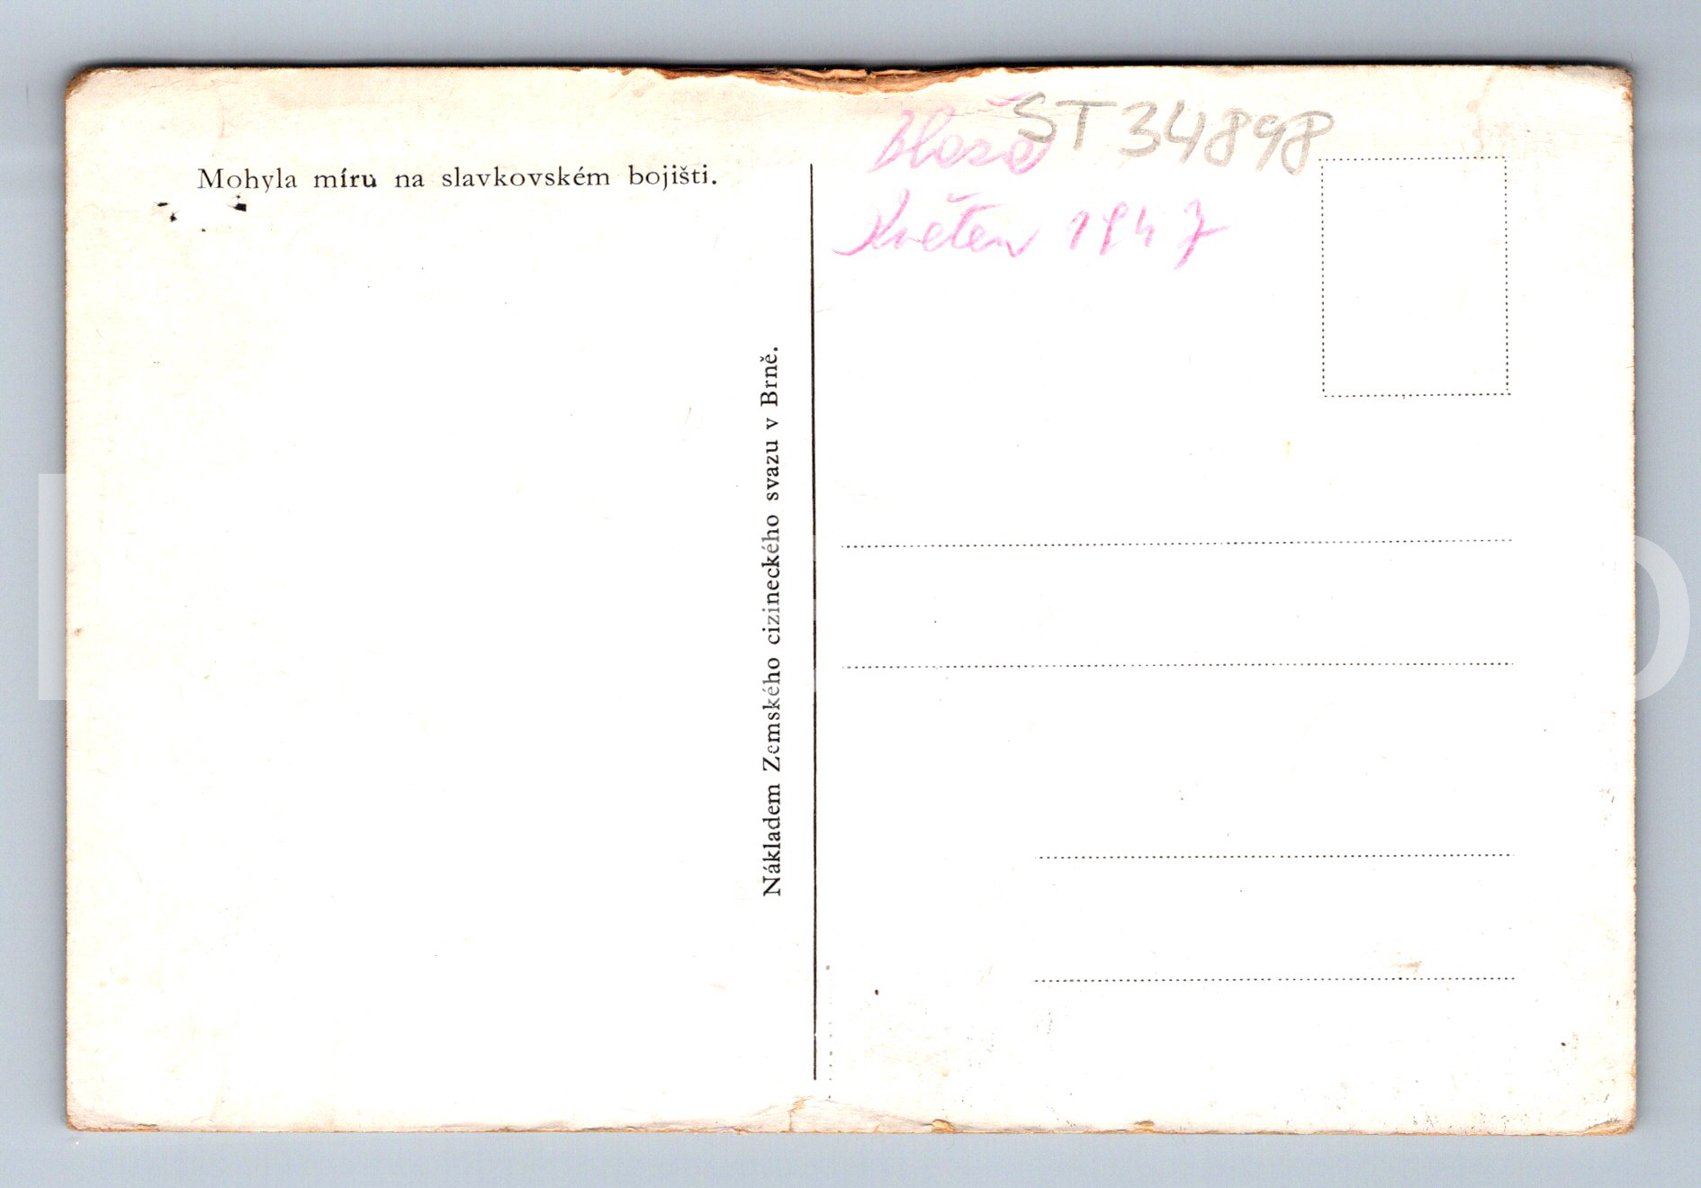 Mohyla míru na slavkovském bojišti.
Nákladem Zemského cizineckého svazu v Brně.
ST34898
Květen 1947